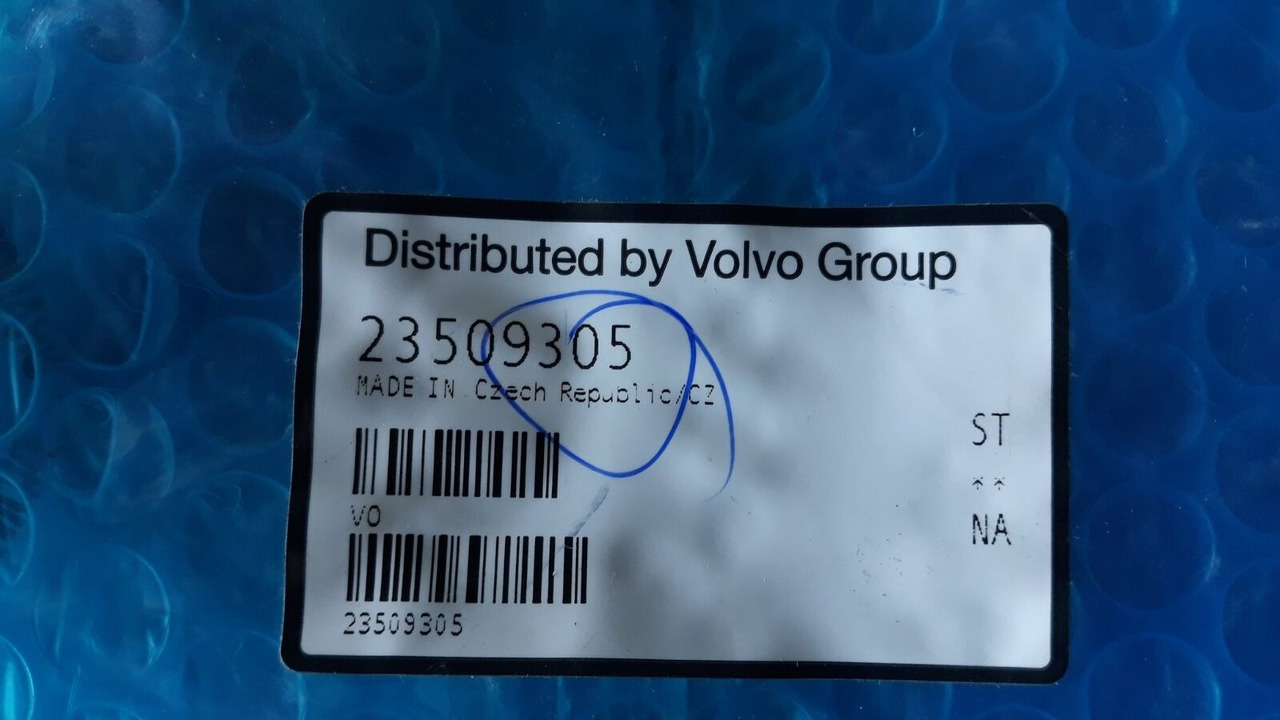 Distributed by Volvo Group
23509305
MADE IN Czech Republic/CZ
ST
**
NA
VO
23509305